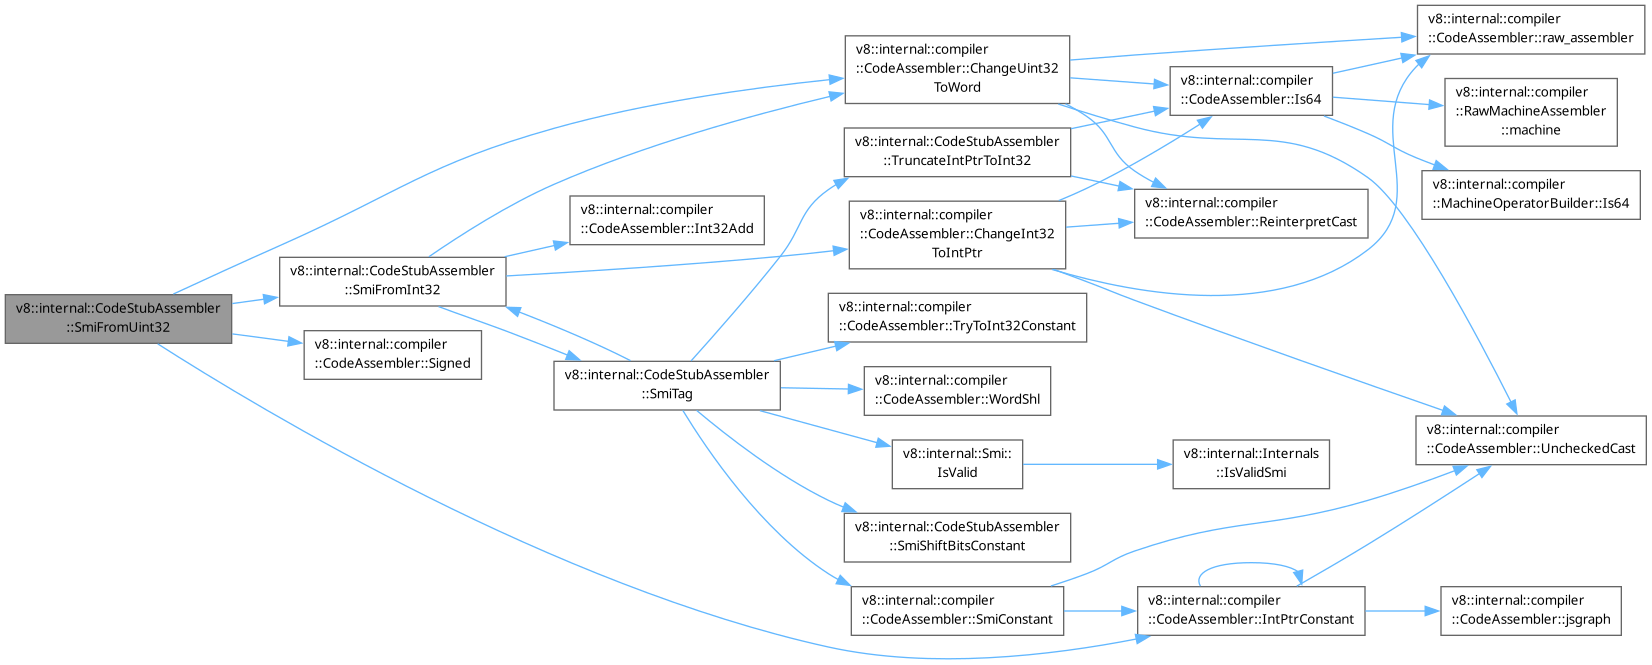 v8::internal::CodeStubAssembler
::SmiFromUint32
v8::internal::CodeStubAssembler
::SmiFromInt32
v8::internal::compiler
::CodeAssembler::Signed
v8::internal::compiler
::CodeAssembler::Int32Add
v8::internal::CodeStubAssembler
::SmiTag
v8::internal::compiler
::CodeAssembler::ChangeUint32
ToWord
v8::internal::CodeStubAssembler
::TruncateIntPtrToInt32
v8::internal::compiler
::CodeAssembler::ChangeInt32
ToIntPtr
v8::internal::compiler
::CodeAssembler::TryToInt32Constant
v8::internal::compiler
::CodeAssembler::WordShl
v8::internal::Smi::
IsValid
v8::internal::CodeStubAssembler
::SmiShiftBitsConstant
v8::internal::compiler
::CodeAssembler::SmiConstant
v8::internal::compiler
::CodeAssembler::Is64
v8::internal::compiler
::CodeAssembler::ReinterpretCast
v8::internal::Internals
::IsValidSmi
v8::internal::compiler
::CodeAssembler::IntPtrConstant
v8::internal::compiler
::CodeAssembler::raw_assembler
v8::internal::compiler
::RawMachineAssembler
::machine
v8::internal::compiler
::MachineOperatorBuilder::Is64
v8::internal::compiler
::CodeAssembler::UncheckedCast
v8::internal::compiler
::CodeAssembler::jsgraph